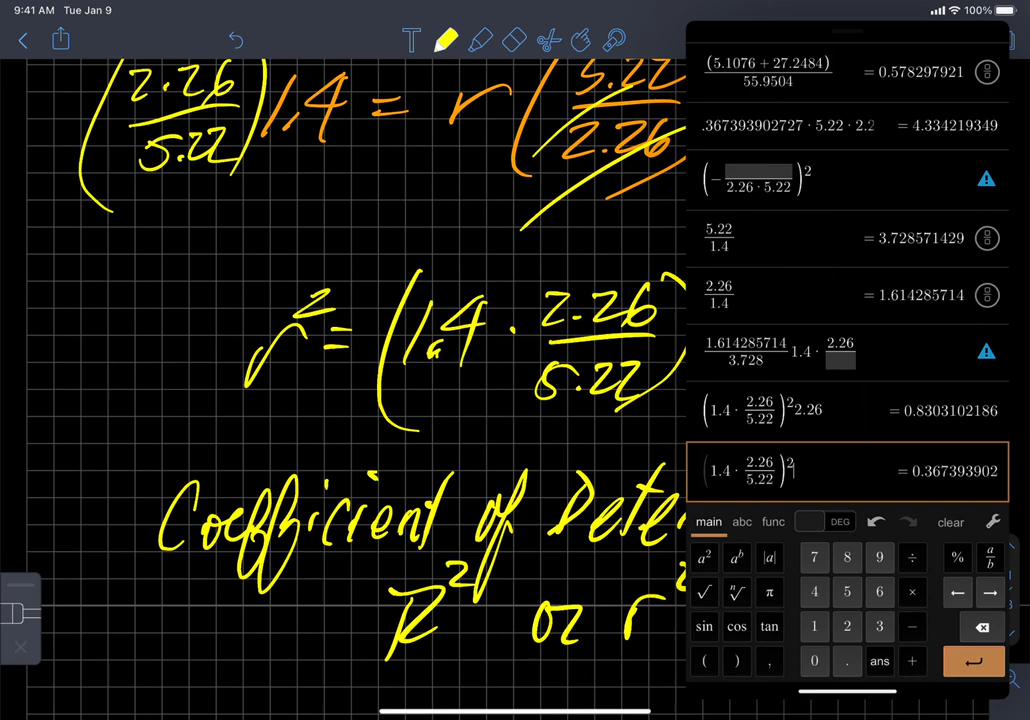 9:41 AM Tue Jan 9
100%
T
(2.26/5.22) 1.4 = r (5.22/2.26
r² = (1.4 · 2.26/5.22)
Coefficient of Deter
R² or r²
(5.1076 + 27.2484)/55.9504 = 0.578297921
.367393902727 · 5.22 · 2.2 = 4.334219349
(− /2.26 · 5.22)²
5.22/1.4 = 3.728571429
2.26/1.4 = 1.614285714
1.614285714/3.728 1.4 · 2.26/
(1.4 · 2.26/5.22)² 2.26 = 0.8303102186
(1.4 · 2.26/5.22)² = 0.367393902
main abc func DEG clear
a² aᵇ |a| 7 8 9 ÷ % a/b
√ ⁿ√ π 4 5 6 × ← →
sin cos tan 1 2 3 −
( ) , 0 . ans +